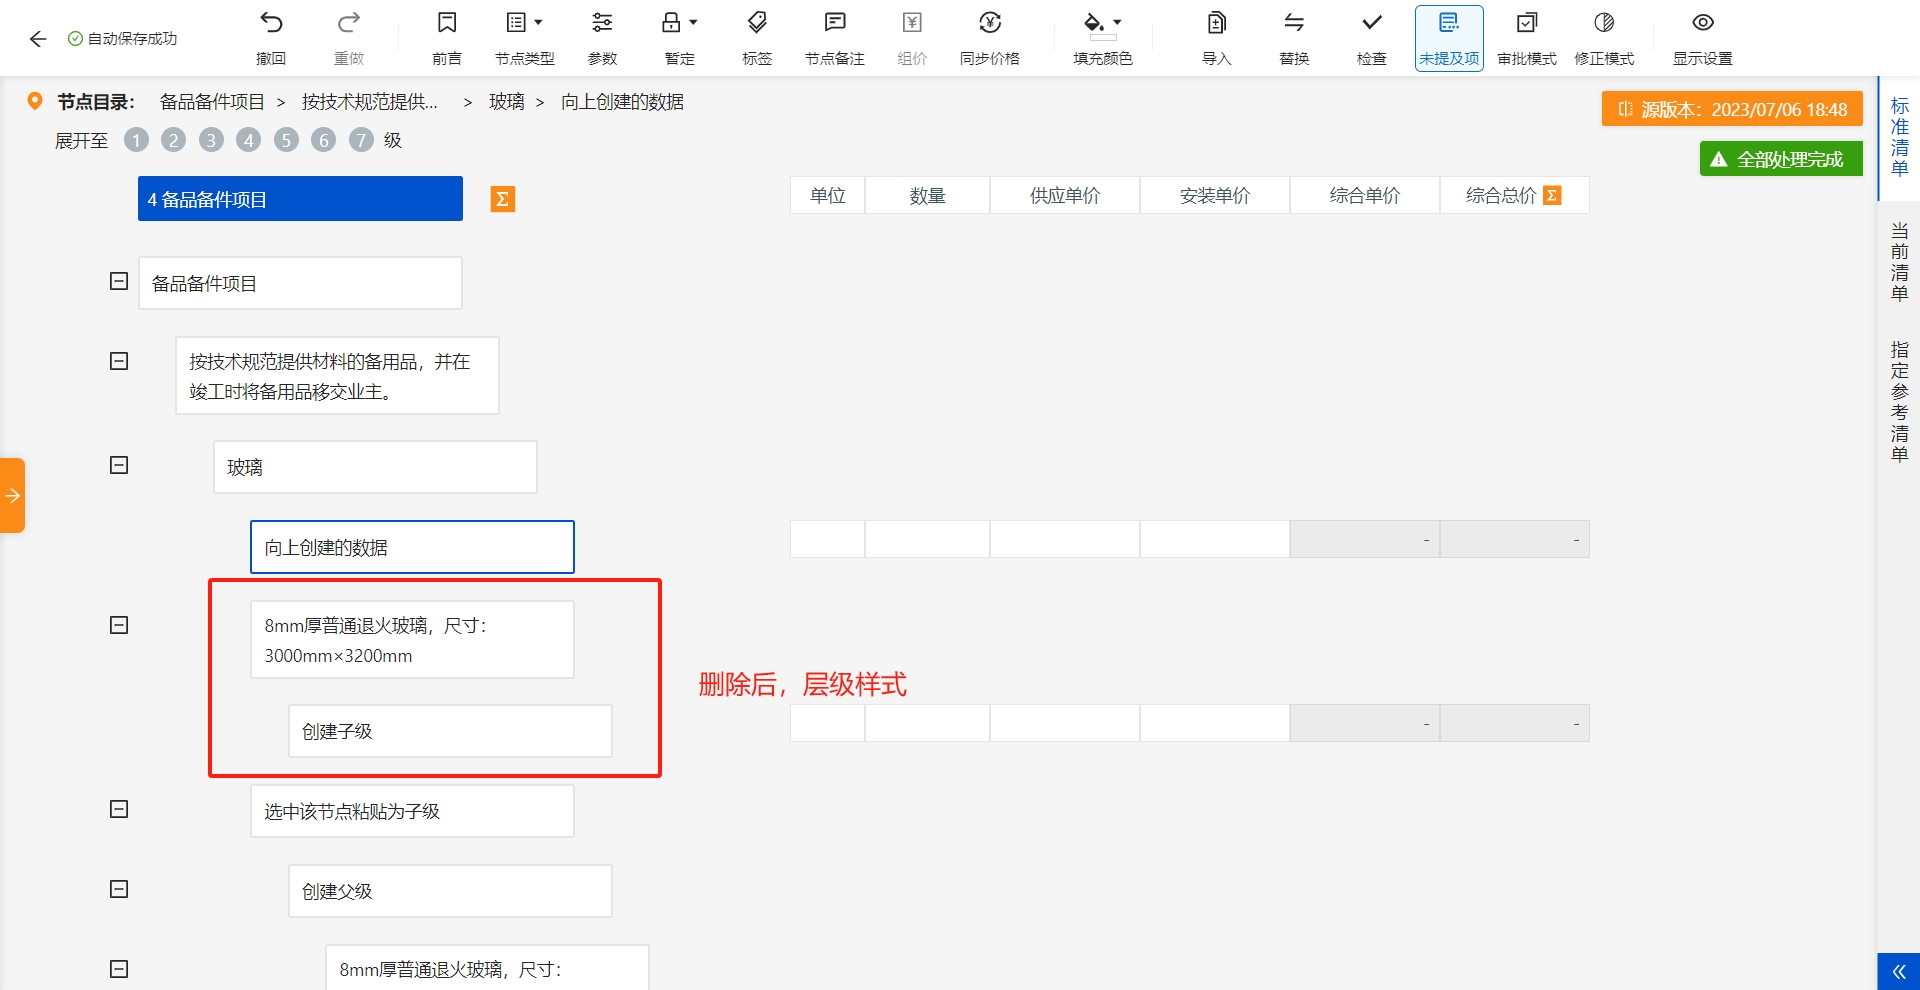 自动保存成功
撤回
重做
前言
节点类型
参数
暂定
标签
节点备注
组价
同步价格
填充颜色
导入
替换
检查
未提及项
审批模式
修正模式
显示设置
节点目录： 备品备件项目 > 按技术规范提供... > 玻璃 > 向上创建的数据
源版本：2023/07/06 18:48
展开至 1 2 3 4 5 6 7 级
全部处理完成
4 备品备件项目 Σ
单位 数量 供应单价 安装单价 综合单价 综合总价 Σ
备品备件项目
按技术规范提供材料的备用品，并在
竣工时将备用品移交业主。
玻璃
向上创建的数据
- -
8mm厚普通退火玻璃，尺寸：
3000mm×3200mm
删除后，层级样式
创建子级
- -
选中该节点粘贴为子级
创建父级
8mm厚普通退火玻璃，尺寸：
标准清单
当前清单
指定参考清单